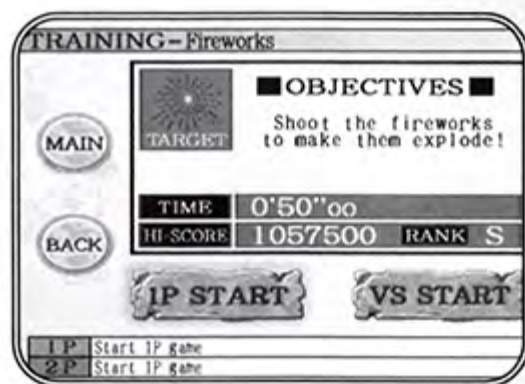 TRAINING-Fireworks
MAIN
BACK
TARGET
■OBJECTIVES■
Shoot the fireworks
to make them explode!
TIME 0'50"00
HI-SCORE 1057500 RANK S
1P START
VS START
1P Start 1P game
2P Start 1P game